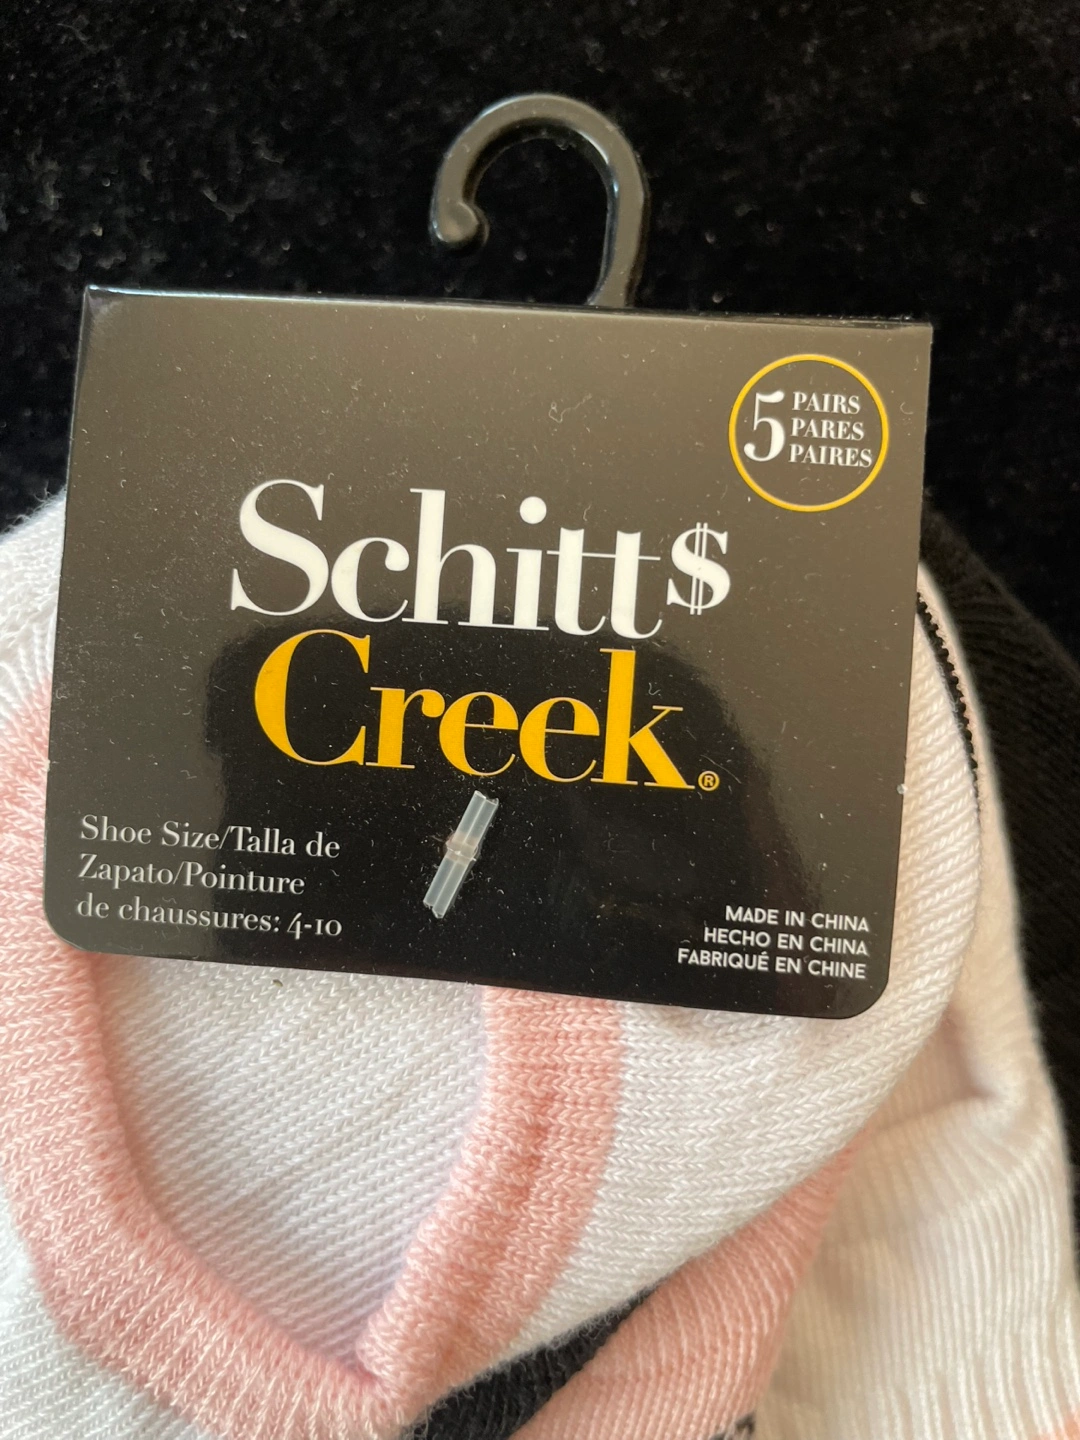 5 PAIRS
PARES
PAIRES
Schitt$
Creek®
Shoe Size/Talla de
Zapato/Pointure
de chaussures: 4-10
MADE IN CHINA
HECHO EN CHINA
FABRIQUÉ EN CHINE